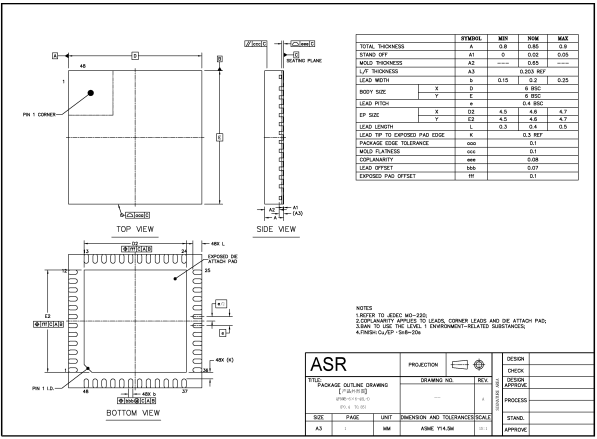 // ccc C
eee C
C
SEATING PLANE
A
D
B
48
1
PIN 1 CORNER
E
aaa C
TOP VIEW
A2
A1
(A3)
A
SIDE VIEW
SYMBOL MIN NOM MAX
TOTAL THICKNESS A 0.8 0.85 0.9
STAND OFF A1 0 0.02 0.05
MOLD THICKNESS A2 ---- 0.65 ----
L/F THICKNESS A3 0.203 REF
LEAD WIDTH b 0.15 0.2 0.25
BODY SIZE X D 6 BSC
Y E 6 BSC
LEAD PITCH e 0.4 BSC
EP SIZE X D2 4.5 4.6 4.7
Y E2 4.5 4.6 4.7
LEAD LENGTH L 0.3 0.4 0.5
LEAD TIP TO EXPOSED PAD EDGE K 0.3 REF
PACKAGE EDGE TOLERANCE aaa 0.1
MOLD FLATNESS ccc 0.1
COPLANARITY eee 0.08
LEAD OFFSET bbb 0.07
EXPOSED PAD OFFSET fff 0.1
D2
fff C A B
48X L
13
24
EXPOSED DIE
ATTACH PAD
12
25
E2
fff C A B
e
1
36
48X (K)
PIN 1 I.D.
48
37
48X b
bbb C A B
BOTTOM VIEW
NOTES
1.REFER TO JEDEC MO-220;
2.COPLANARITY APPLIES TO LEADS, CORNER LEADS AND DIE ATTACH PAD;
3.BAN TO USE THE LEVEL 1 ENVIRONMENT-RELATED SUBSTANCES;
4.FINISH: Cu/EP · Sn8~20s
ASR
PROJECTION
DESIGN
CHECK
TITLE:
PACKAGE OUTLINE DRAWING
DRAWING NO.
REV.
DESIGN
APPROVE
PROCESS
SIZE PAGE UNIT DIMENSION AND TOLERANCES SCALE
STAND.
A3 1 MM ASME Y14.5M
APPROVE